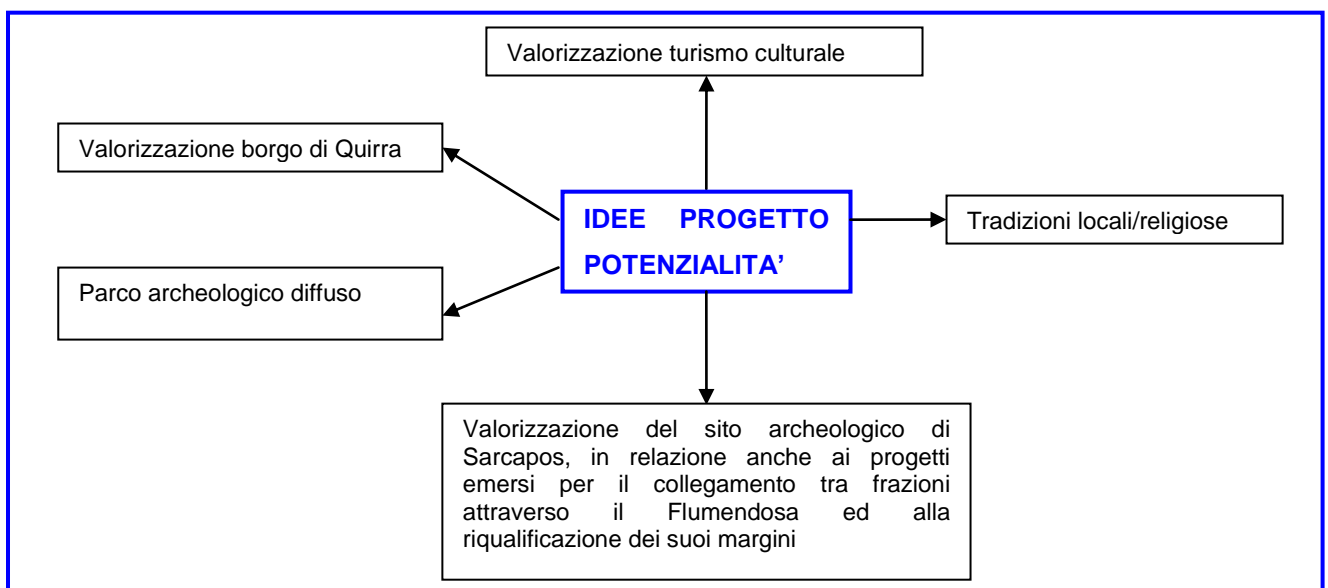 Valorizzazione turismo culturale
Valorizzazione borgo di Quirra
IDEE PROGETTO
POTENZIALITA’
Tradizioni locali/religiose
Parco archeologico diffuso
Valorizzazione del sito archeologico di
Sarcapos, in relazione anche ai progetti
emersi per il collegamento tra frazioni
attraverso il Flumendosa ed alla
riqualificazione dei suoi margini